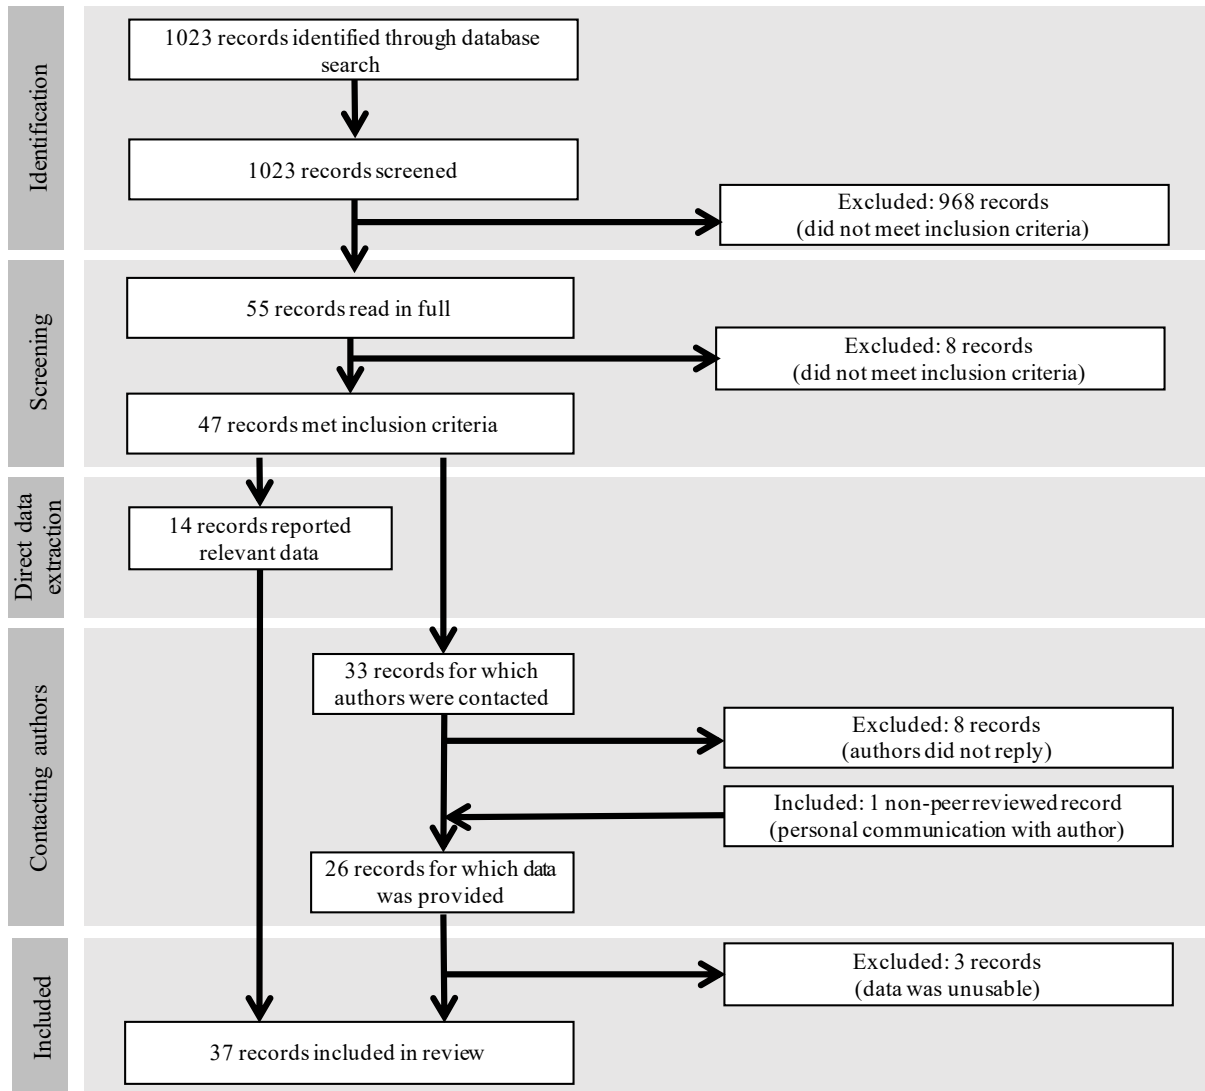 Identification
1023 records identified through database
search
1023 records screened
Excluded: 968 records
(did not meet inclusion criteria)
Screening
55 records read in full
Excluded: 8 records
(did not meet inclusion criteria)
47 records met inclusion criteria
Direct data
extraction
14 records reported
relevant data
Contacting authors
33 records for which
authors were contacted
Excluded: 8 records
(authors did not reply)
Included: 1 non-peer reviewed record
(personal communication with author)
26 records for which data
was provided
Included
Excluded: 3 records
(data was unusable)
37 records included in review